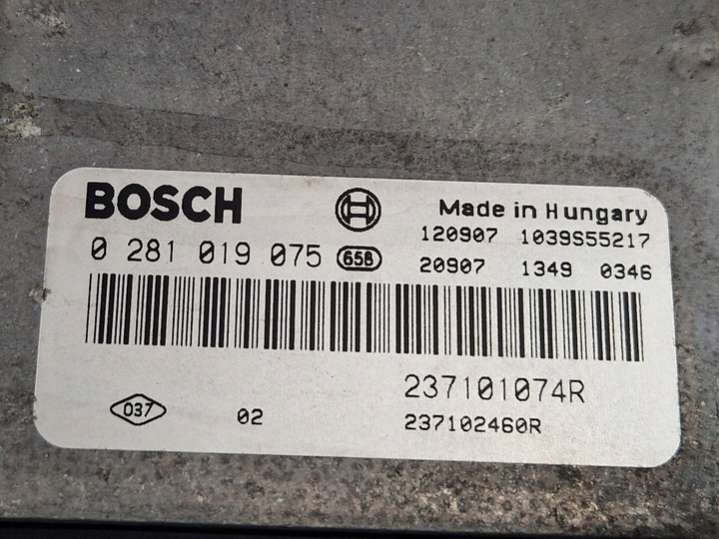 BOSCH
Made in Hungary
120907 1039S55217
0 281 019 075 658
20907 1349 0346
237101074R
037 02
237102460R